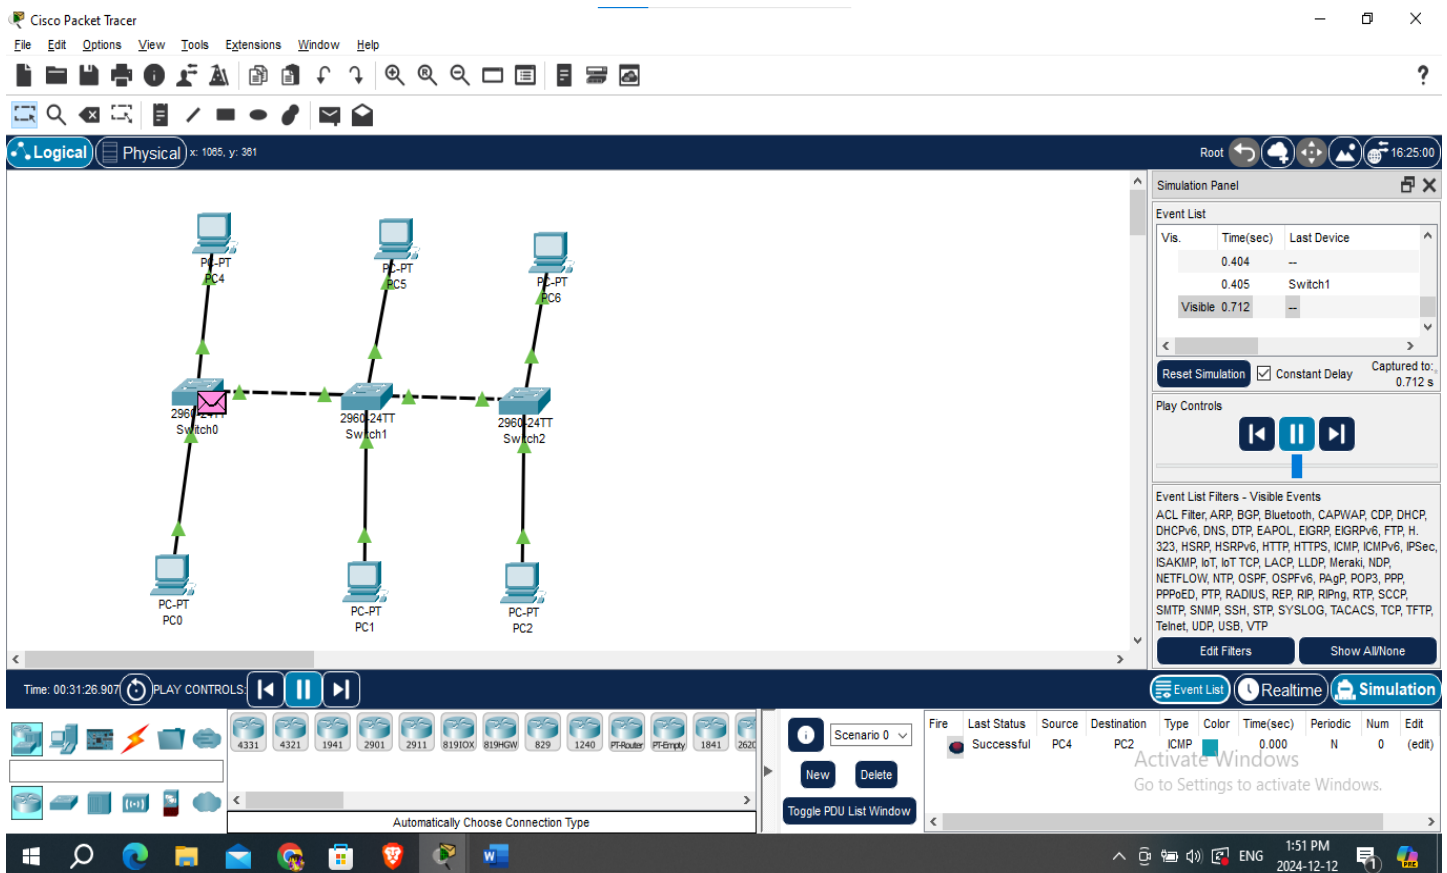 Cisco Packet Tracer
File Edit Options View Tools Extensions Window Help
?
Logical Physical x: 1065, y: 361 Root 16:25:00
Simulation Panel
Event List
Vis. Time(sec) Last Device
0.404 --
0.405 Switch1
Visible 0.712 --
Reset Simulation Constant Delay Captured to:
0.712 s
Play Controls
Event List Filters - Visible Events
ACL Filter, ARP, BGP, Bluetooth, CAPWAP, CDP, DHCP,
DHCPv6, DNS, DTP, EAPOL, EIGRP, EIGRPv6, FTP, H.
323, HSRP, HSRPv6, HTTP, HTTPS, ICMP, ICMPv6, IPSec,
ISAKMP, IoT, IoT TCP, LACP, LLDP, Meraki, NDP,
NETFLOW, NTP, OSPF, OSPFv6, PAgP, POP3, PPP,
PPPoED, PTP, RADIUS, REP, RIP, RIPng, RTP, SCCP,
SMTP, SNMP, SSH, STP, SYSLOG, TACACS, TCP, TFTP,
Telnet, UDP, USB, VTP
Edit Filters Show All/None
PC-PT
PC4
PC-PT
PC5
PC-PT
PC6
2960-24TT
Switch0
2960-24TT
Switch1
2960-24TT
Switch2
PC-PT
PC0
PC-PT
PC1
PC-PT
PC2
Time: 00:31:26.907 PLAY CONTROLS: Event List Realtime Simulation
4331 4321 1941 2901 2911 819IOX 819HGW 829 1240 PT-Router PT-Empty 1841 2620
Automatically Choose Connection Type
Scenario 0
New Delete
Toggle PDU List Window
Fire Last Status Source Destination Type Color Time(sec) Periodic Num Edit
Successful PC4 PC2 ICMP 0.000 N 0 (edit)
Activate Windows
Go to Settings to activate Windows.
ENG 1:51 PM
2024-12-12
1
PRE